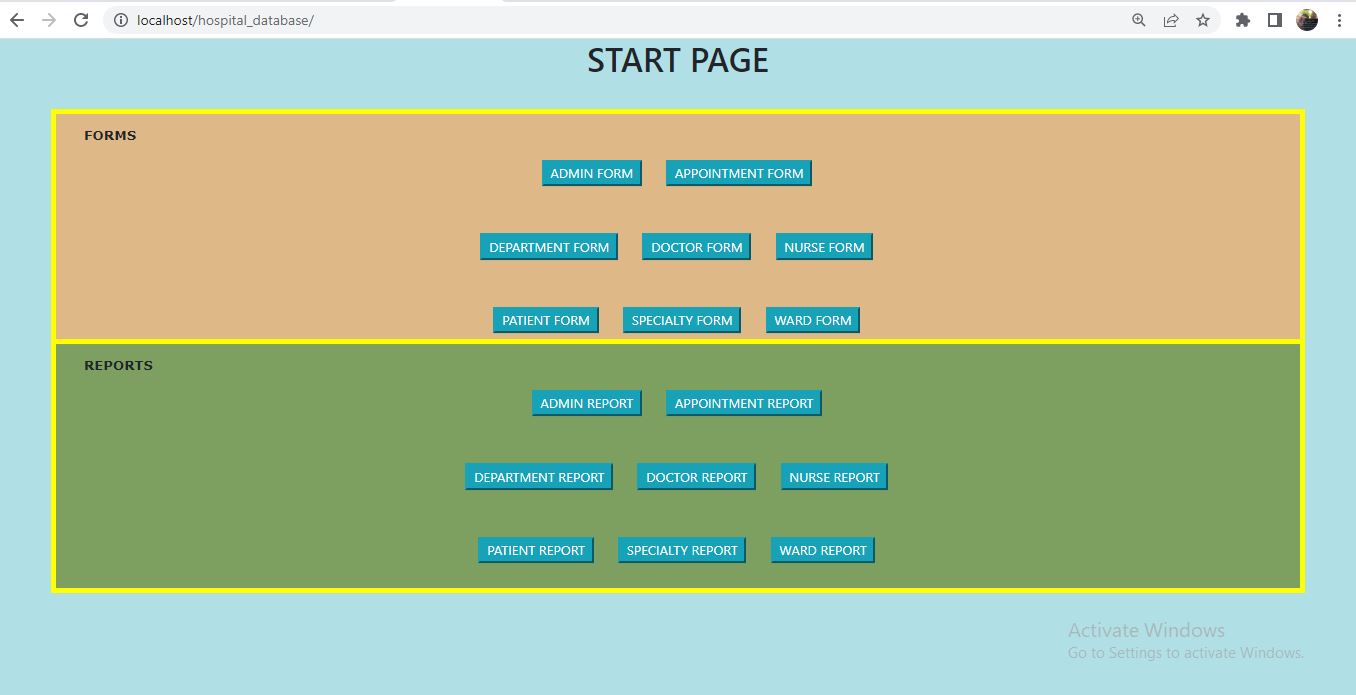 localhost/hospital_database/
START PAGE
FORMS
ADMIN FORM APPOINTMENT FORM
DEPARTMENT FORM DOCTOR FORM NURSE FORM
PATIENT FORM SPECIALTY FORM WARD FORM
REPORTS
ADMIN REPORT APPOINTMENT REPORT
DEPARTMENT REPORT DOCTOR REPORT NURSE REPORT
PATIENT REPORT SPECIALTY REPORT WARD REPORT
Activate Windows
Go to Settings to activate Windows.